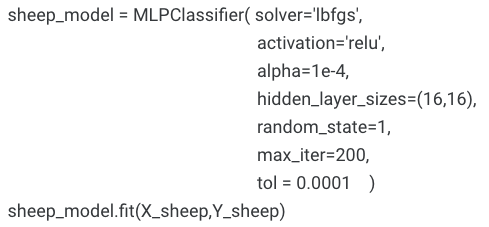 sheep_model = MLPClassifier( solver='lbfgs',
activation='relu',
alpha=1e-4,
hidden_layer_sizes=(16,16),
random_state=1,
max_iter=200,
tol = 0.0001 )
sheep_model.fit(X_sheep,Y_sheep)